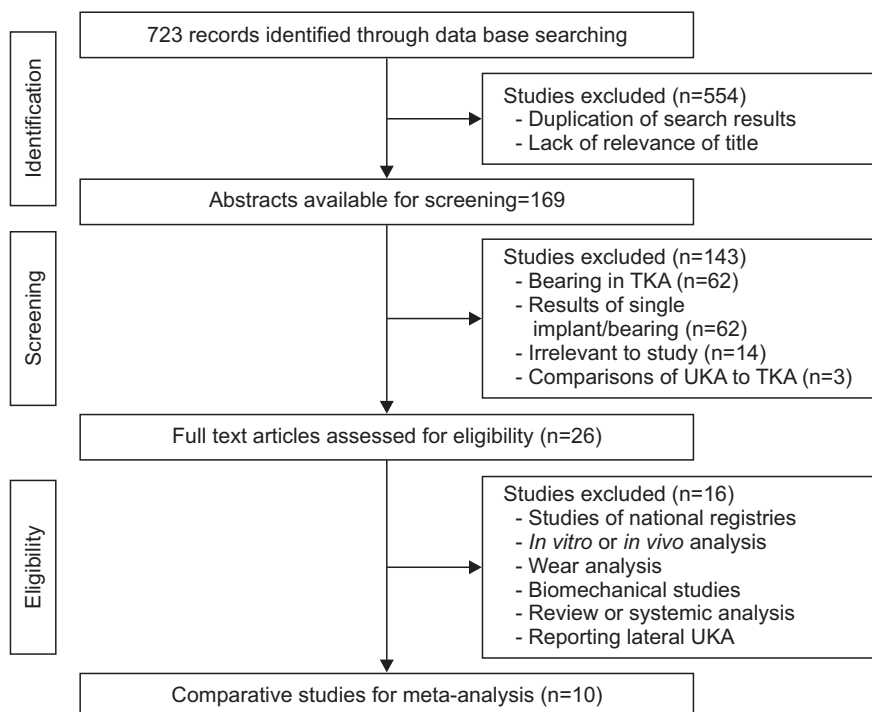 723 records identified through data base searching
Identification
Studies excluded (n=554)
- Duplication of search results
- Lack of relevance of title
Abstracts available for screening=169
Screening
Studies excluded (n=143)
- Bearing in TKA (n=62)
- Results of single
implant/bearing (n=62)
- Irrelevant to study (n=14)
- Comparisons of UKA to TKA (n=3)
Full text articles assessed for eligibility (n=26)
Eligibility
Studies excluded (n=16)
- Studies of national registries
- In vitro or in vivo analysis
- Wear analysis
- Biomechanical studies
- Review or systemic analysis
- Reporting lateral UKA
Comparative studies for meta-analysis (n=10)